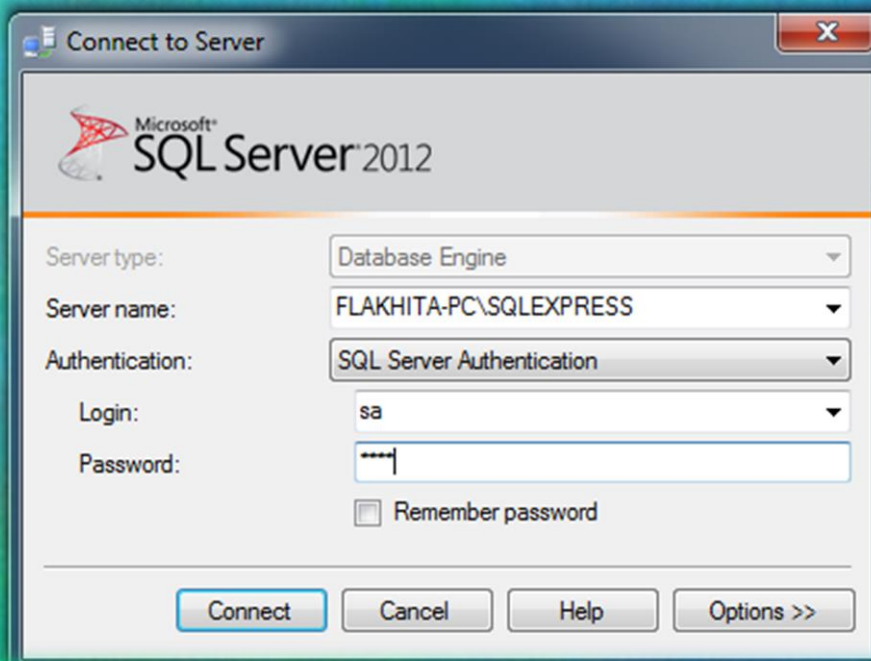 Connect to Server
Microsoft®
SQL Server® 2012
Server type: Database Engine
Server name: FLAKHITA-PC\SQLEXPRESS
Authentication: SQL Server Authentication
Login: sa
Password: ****
Remember password
Connect Cancel Help Options >>